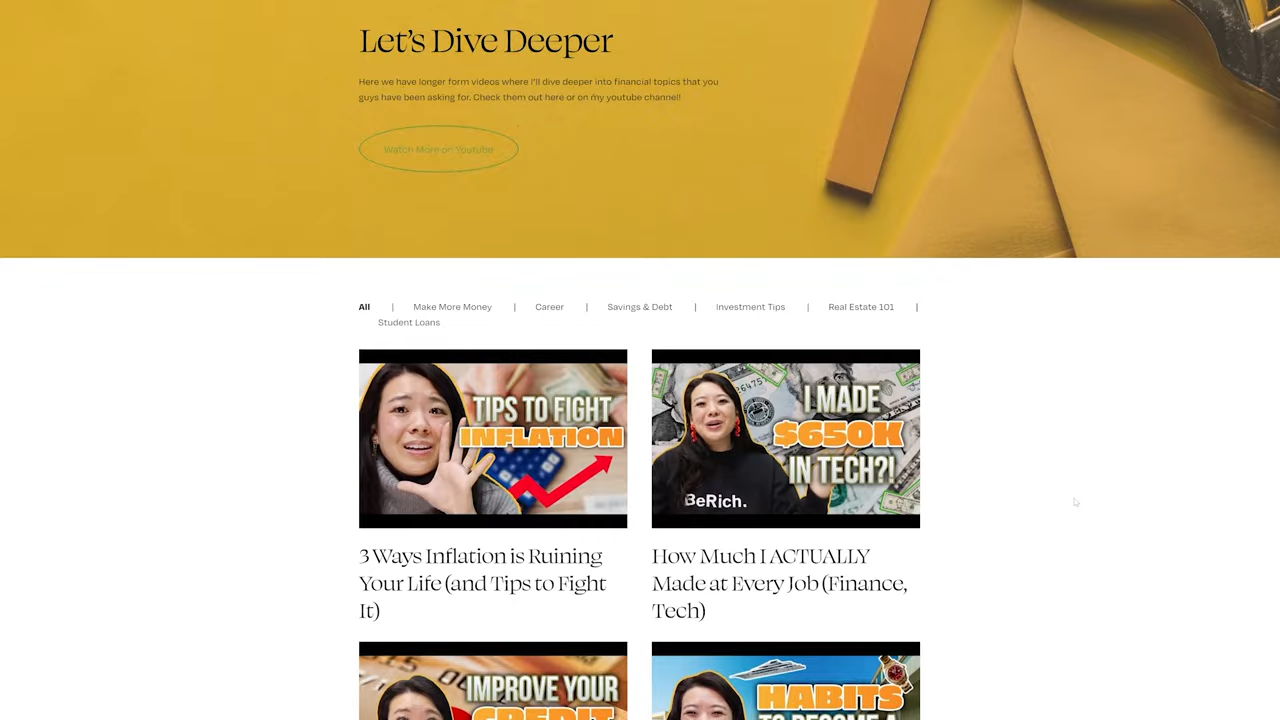 Let's Dive Deeper
Here we have longer form videos where I'll dive deeper into financial topics that you
guys have been asking for. Check them out here or on my youtube channel!
Watch More on Youtube
All | Make More Money | Career | Savings & Debt | Investment Tips | Real Estate 101 |
Student Loans
TIPS TO FIGHT
INFLATION
I MADE
$650K
IN TECH?!
BeRich.
3 Ways Inflation is Ruining
Your Life (and Tips to Fight
It)
How Much I ACTUALLY
Made at Every Job (Finance,
Tech)
IMPROVE YOUR
CREDIT
HABITS
TO BECOME A